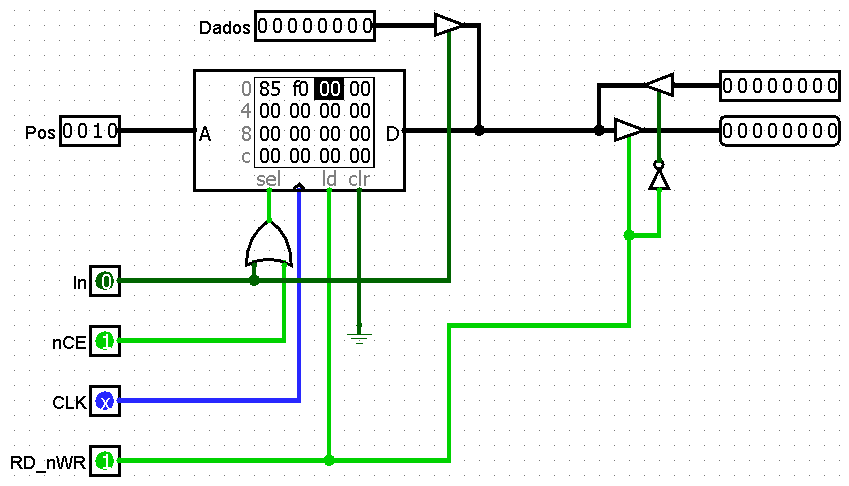 Dados 00000000
0 85 f0 00 00
00000000
4 00 00 00 00
Pos 0010
A
8 00 00 00 00
D
00000000
c 00 00 00 00
sel ld clr
In 0
nCE 1
CLK x
RD_nWR 1